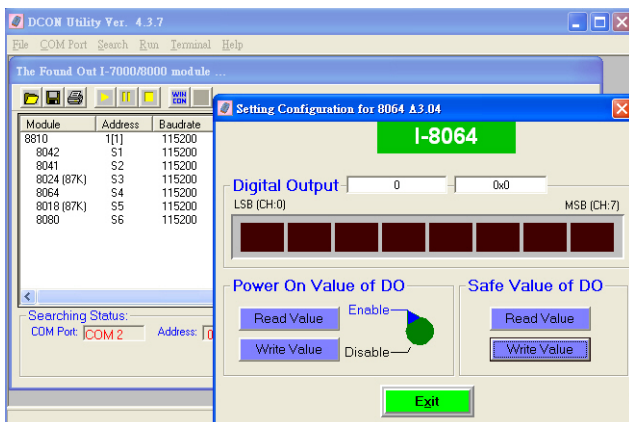 DCON Utility Ver. 4.3.7
File COM Port Search Run Terminal Help
The Found Out I-7000/8000 module ...
WIN CON
Module Address Baudrate
8810 1[1] 115200
8042 S1 115200
8041 S2 115200
8024 (87K) S3 115200
8064 S4 115200
8018 (87K) S5 115200
8080 S6 115200
Searching Status:
COM Port: COM 2 Address: 0
Setting Configuration for 8064 A3.04
I-8064
Digital Output 0 0x0
LSB (CH:0) MSB (CH:7)
Power On Value of DO
Read Value Enable
Write Value Disable
Safe Value of DO
Read Value
Write Value
Exit